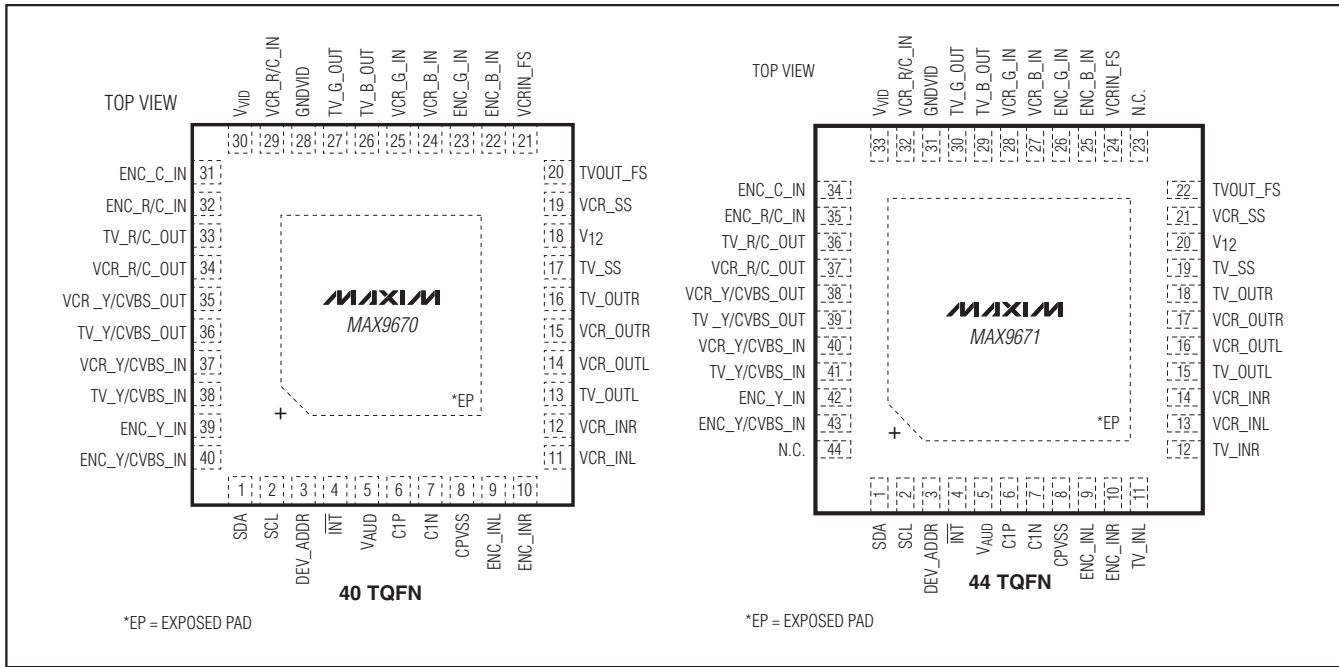 TOP VIEW
VVID
VCR_R/C_IN
GNDVID
TV_G_OUT
TV_B_OUT
VCR_G_IN
VCR_B_IN
ENC_G_IN
ENC_B_IN
VCRIN_FS
30 29 28 27 26 25 24 23 22 21
ENC_C_IN 31
ENC_R/C_IN 32
TV_R/C_OUT 33
VCR_R/C_OUT 34
VCR _Y/CVBS_OUT 35
TV_Y/CVBS_OUT 36
VCR_Y/CVBS_IN 37
TV_Y/CVBS_IN 38
ENC_Y_IN 39
ENC_Y/CVBS_IN 40
20 TVOUT_FS
19 VCR_SS
18 V12
17 TV_SS
16 TV_OUTR
15 VCR_OUTR
14 VCR_OUTL
13 TV_OUTL
12 VCR_INR
11 VCR_INL
MAXIM
MAX9670
*EP
+
1 2 3 4 5 6 7 8 9 10
SDA
SCL
DEV_ADDR
INT
VAUD
C1P
C1N
CPVSS
ENC_INL
ENC_INR
40 TQFN
*EP = EXPOSED PAD
TOP VIEW
VVID
VCR_R/C_IN
GNDVID
TV_G_OUT
TV_B_OUT
VCR_G_IN
VCR_B_IN
ENC_G_IN
ENC_B_IN
VCRIN_FS
N.C.
33 32 31 30 29 28 27 26 25 24 23
ENC_C_IN 34
ENC_R/C_IN 35
TV_R/C_OUT 36
VCR_R/C_OUT 37
VCR_Y/CVBS_OUT 38
TV _Y/CVBS_OUT 39
VCR_Y/CVBS_IN 40
TV_Y/CVBS_IN 41
ENC_Y_IN 42
ENC_Y/CVBS_IN 43
N.C. 44
22 TVOUT_FS
21 VCR_SS
20 V12
19 TV_SS
18 TV_OUTR
17 VCR_OUTR
16 VCR_OUTL
15 TV_OUTL
14 VCR_INR
13 VCR_INL
12 TV_INR
MAXIM
MAX9671
*EP
+
1 2 3 4 5 6 7 8 9 10 11
SDA
SCL
DEV_ADDR
INT
VAUD
C1P
C1N
CPVSS
ENC_INL
ENC_INR
TV_INL
44 TQFN
*EP = EXPOSED PAD